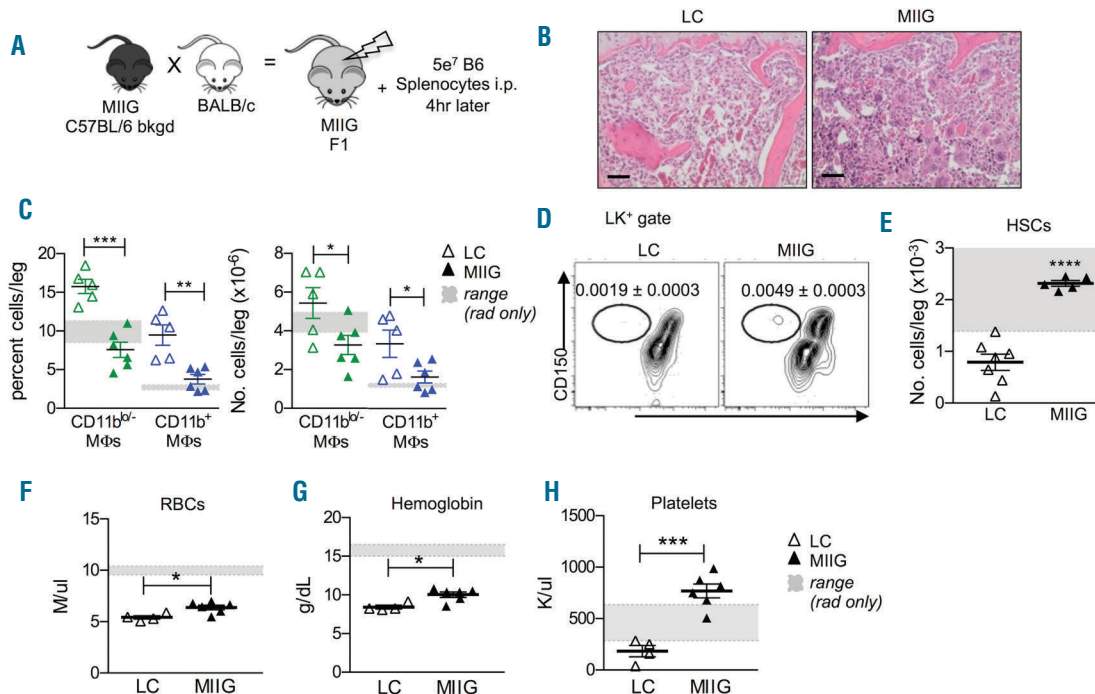 A
X
=
+
MIIG
C57BL/6 bkgd
BALB/c
MIIG
F1
5e⁷ B6
Splenocytes i.p.
4hr later
B
LC
MIIG
C
percent cells/leg
20
15
10
5
0
***
**
CD11b^lo/-
MΦs
CD11b⁺
MΦs
No. cells/leg (x10⁻⁶)
8
6
4
2
0
*
*
CD11b^lo/-
MΦs
CD11b⁺
MΦs
LC
MIIG
range
(rad only)
D
LK⁺ gate
LC
MIIG
0.0019 ± 0.0003
0.0049 ± 0.0003
CD150
E
HSCs
No. cells/leg (x10⁻³)
3
2
1
0
****
LC
MIIG
F
RBCs
M/ul
15
10
5
0
*
LC
MIIG
G
Hemoglobin
g/dL
20
15
10
5
0
*
LC
MIIG
H
Platelets
K/ul
1500
1000
500
0
***
LC
MIIG
LC
MIIG
range
(rad only)